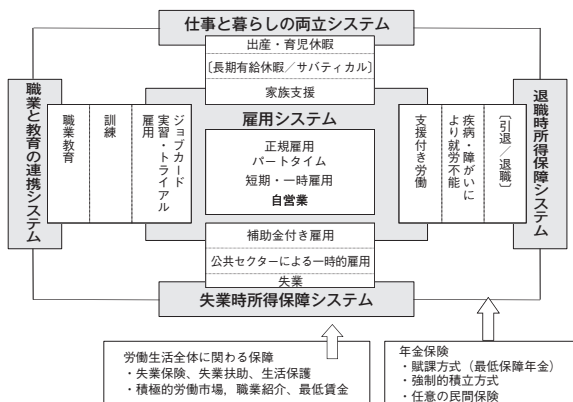 仕事と暮らしの両立システム
出産・育児休暇
〔長期有給休暇／サバティカル〕
家族支援
職業と教育の連携システム
職業教育
訓練
ジョブカード
実習・トライアル
雇用
雇用システム
正規雇用
パートタイム
短期・一時雇用
自営業
支援付き労働
疾病・障がいに
より就労不能
〔引退／退職〕
退職時所得保障システム
補助金付き雇用
公共セクターによる一時的雇用
失業
失業時所得保障システム
労働生活全体に関わる保障
・失業保険、失業扶助、生活保護
・積極的労働市場，職業紹介、最低賃金
年金保険
・賦課方式（最低保障年金）
・強制的積立方式
・任意の民間保険